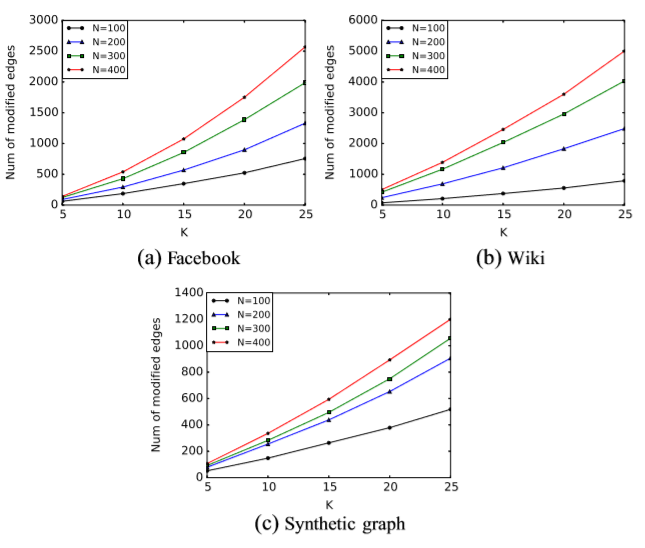 3000
2500
2000
1500
1000
500
0
Num of modified edges
N=100
N=200
N=300
N=400
5 10 15 20 25
K
(a) Facebook
6000
5000
4000
3000
2000
1000
0
Num of modified edges
N=100
N=200
N=300
N=400
5 10 15 20 25
K
(b) Wiki
1400
1200
1000
800
600
400
200
0
Num of modified edges
N=100
N=200
N=300
N=400
5 10 15 20 25
K
(c) Synthetic graph